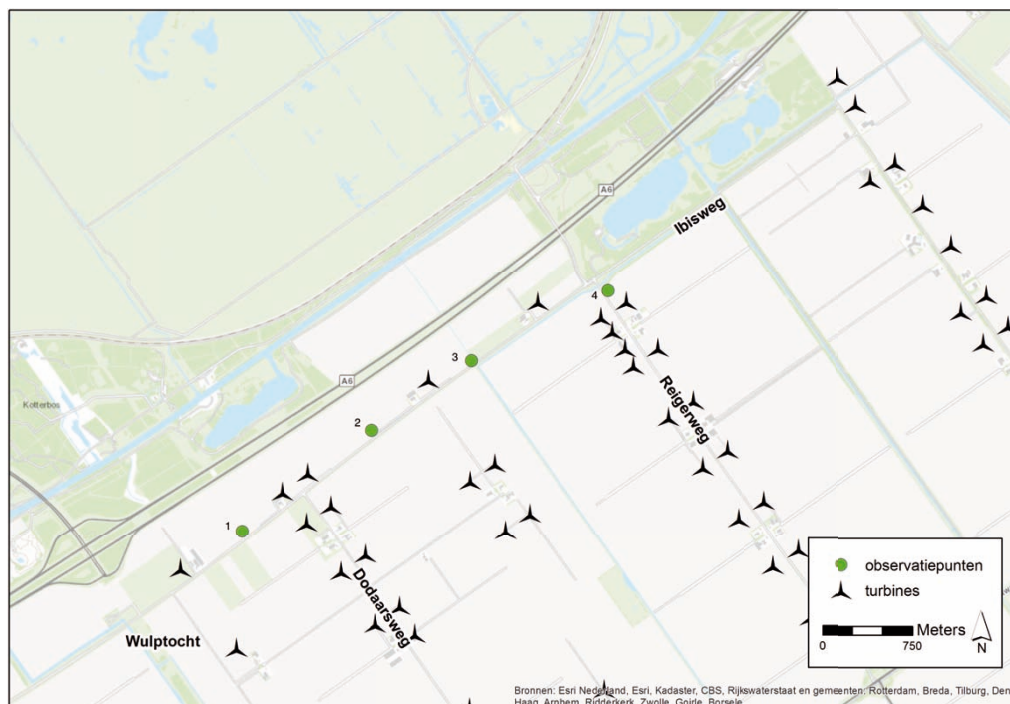 A6
Ibisweg
4
3
A6
Kotterbos
Reigerweg
2
1
observatiepunten
Dodaarsweg
turbines
Wulptocht
Meters
0
750
N
Bronnen: Esri Nederland, Esri, Kadaster, CBS, Rijkswaterstaat en gemeenten: Rotterdam, Breda, Tilburg, Den
Haag, Arnhem, Ridderkerk, Zwolle, Goirle, Borsele